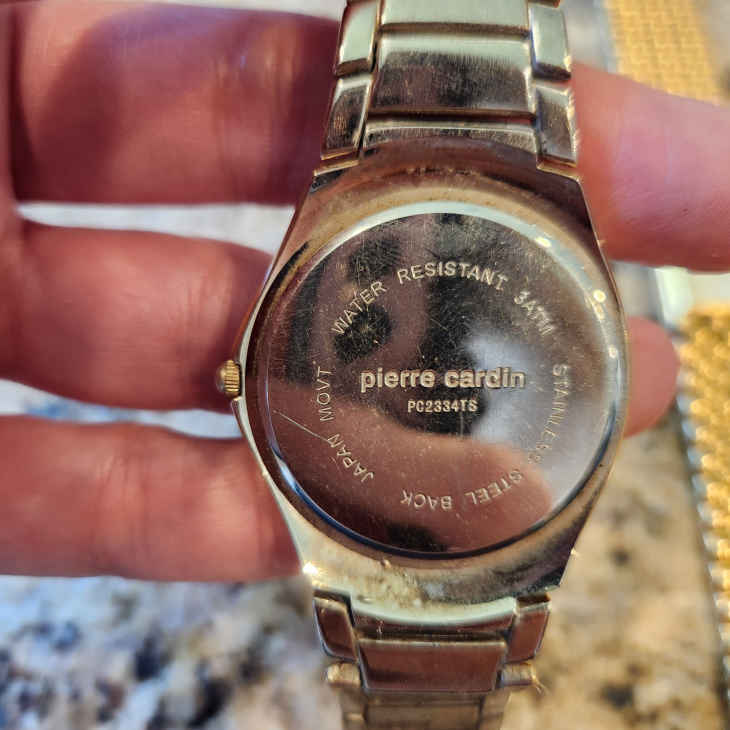 WATER RESISTANT 3ATM STAINLESS STEEL BACK JAPAN MOVT
pierre cardin
PC2334TS